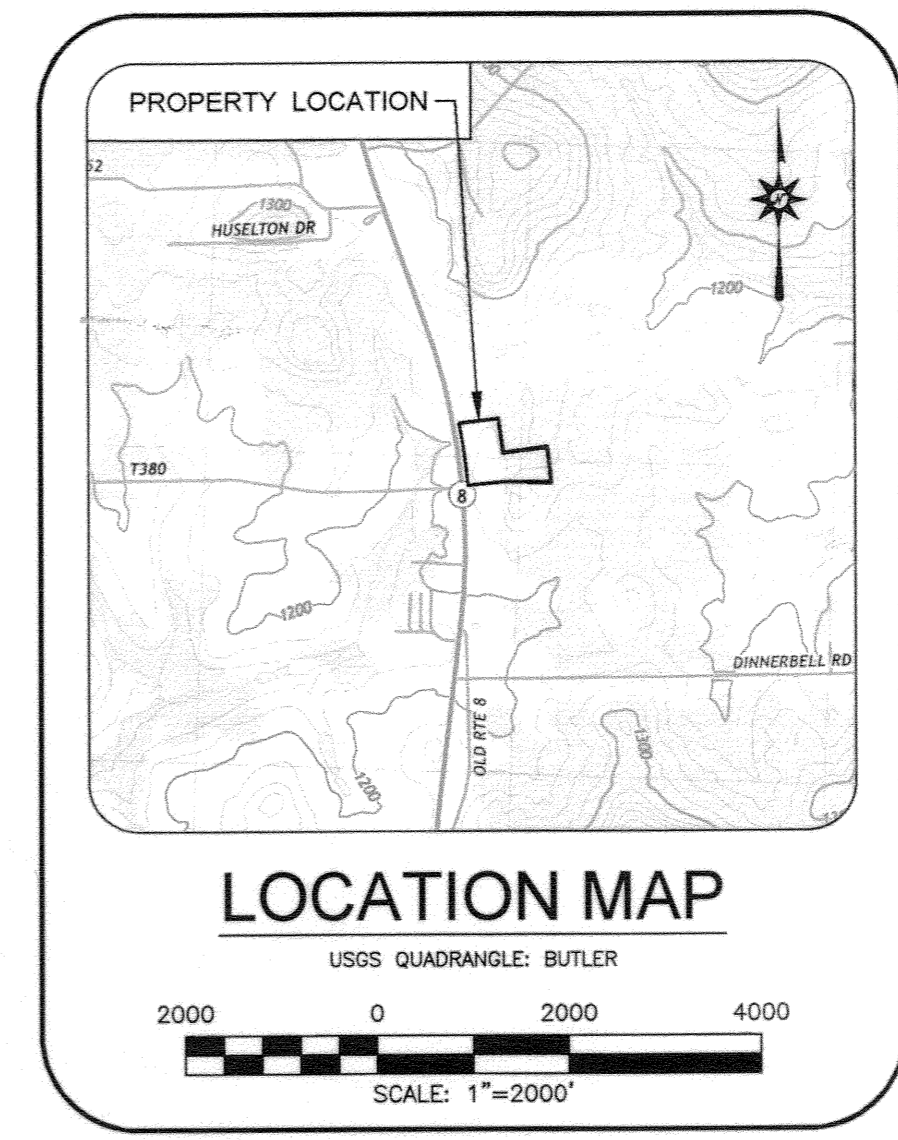 PROPERTY LOCATION
52
1300
HUSELTON DR
N
1200
T380
8
1200
DINNERBELL RD
OLD RTE 8
1300
1200
LOCATION MAP
USGS QUADRANGLE: BUTLER
2000 0 2000 4000
SCALE: 1"=2000'